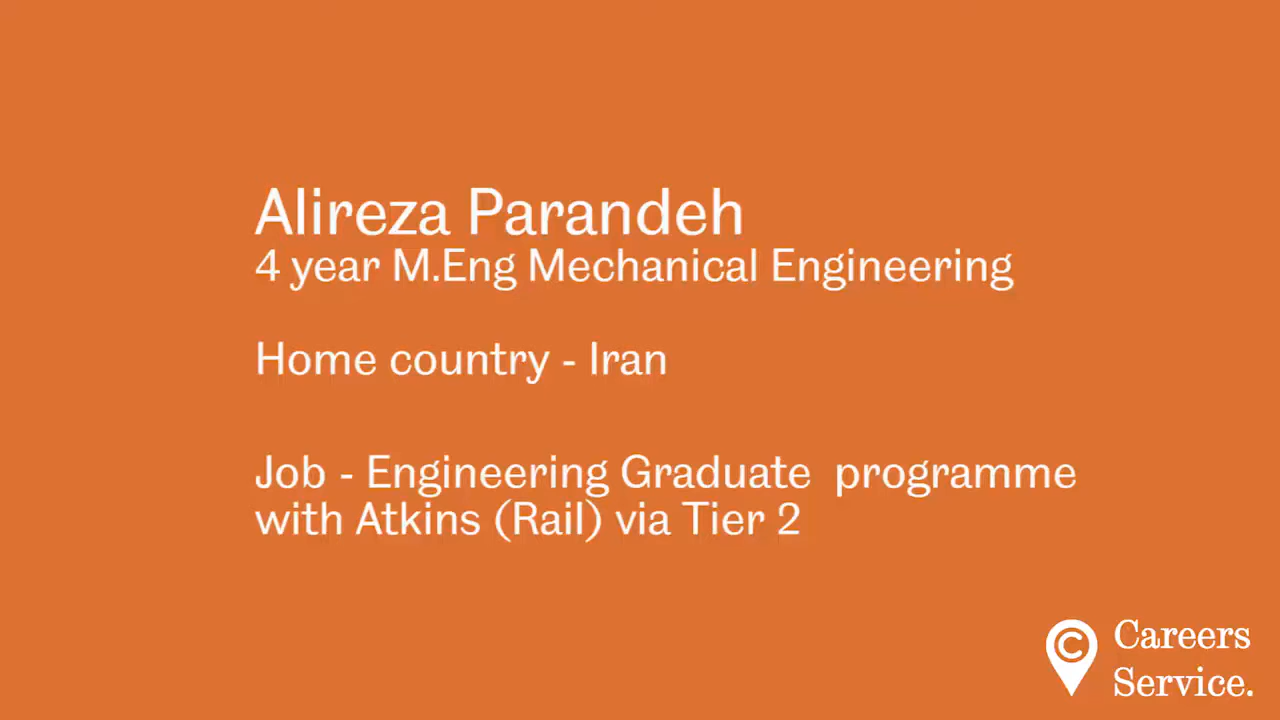 Alireza Parandeh
4 year M.Eng Mechanical Engineering
Home country - Iran
Job - Engineering Graduate programme
with Atkins (Rail) via Tier 2
C Careers
Service.